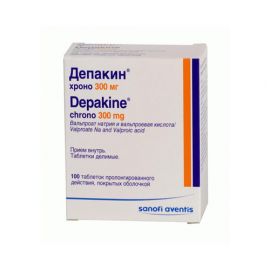 Депакин®
хроно 300 мг
Depakine®
chrono 300 mg
Вальпроат натрия и вальпроевая кислота/
Valproate Na and Valproic acid
Прием внутрь.
Таблетки делимые.
100 таблеток пролонгированного
действия, покрытых оболочкой
sanofi aventis